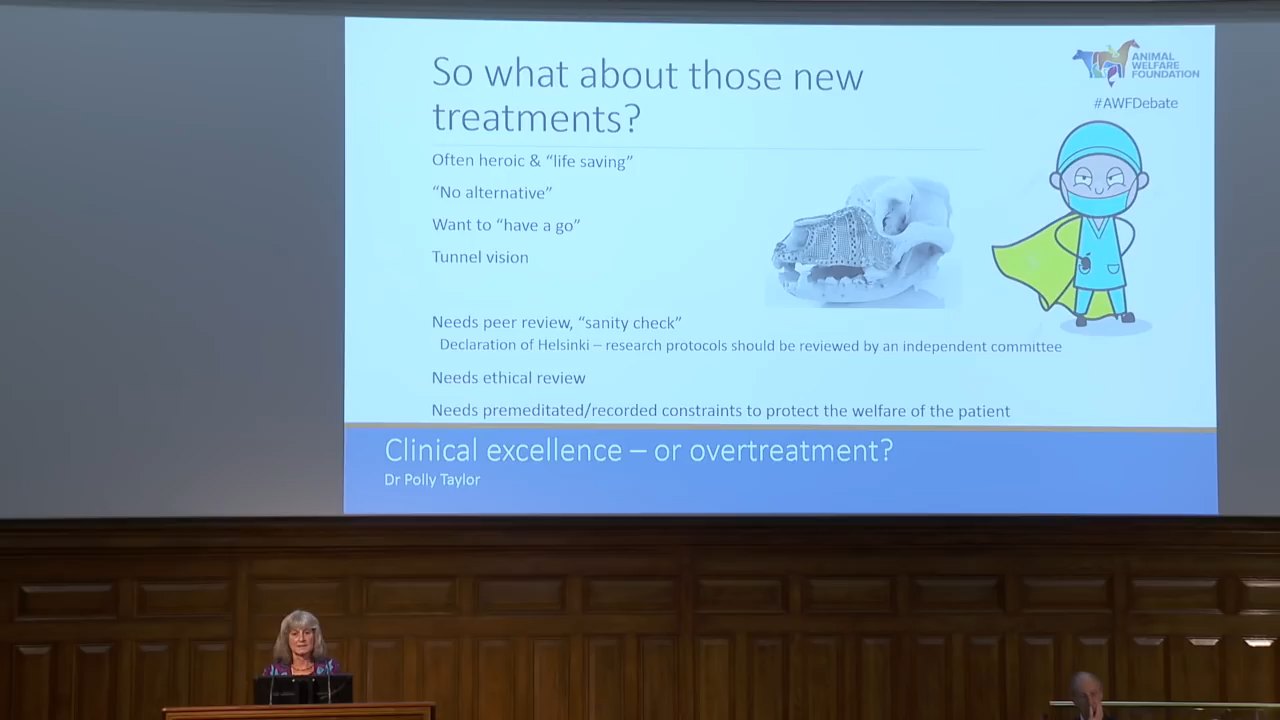 So what about those new
treatments?
ANIMAL
WELFARE
FOUNDATION
#AWFDebate
Often heroic & “life saving”
“No alternative”
Want to “have a go”
Tunnel vision
Needs peer review, “sanity check”
Declaration of Helsinki – research protocols should be reviewed by an independent committee
Needs ethical review
Needs premeditated/recorded constraints to protect the welfare of the patient
Clinical excellence – or overtreatment?
Dr Polly Taylor